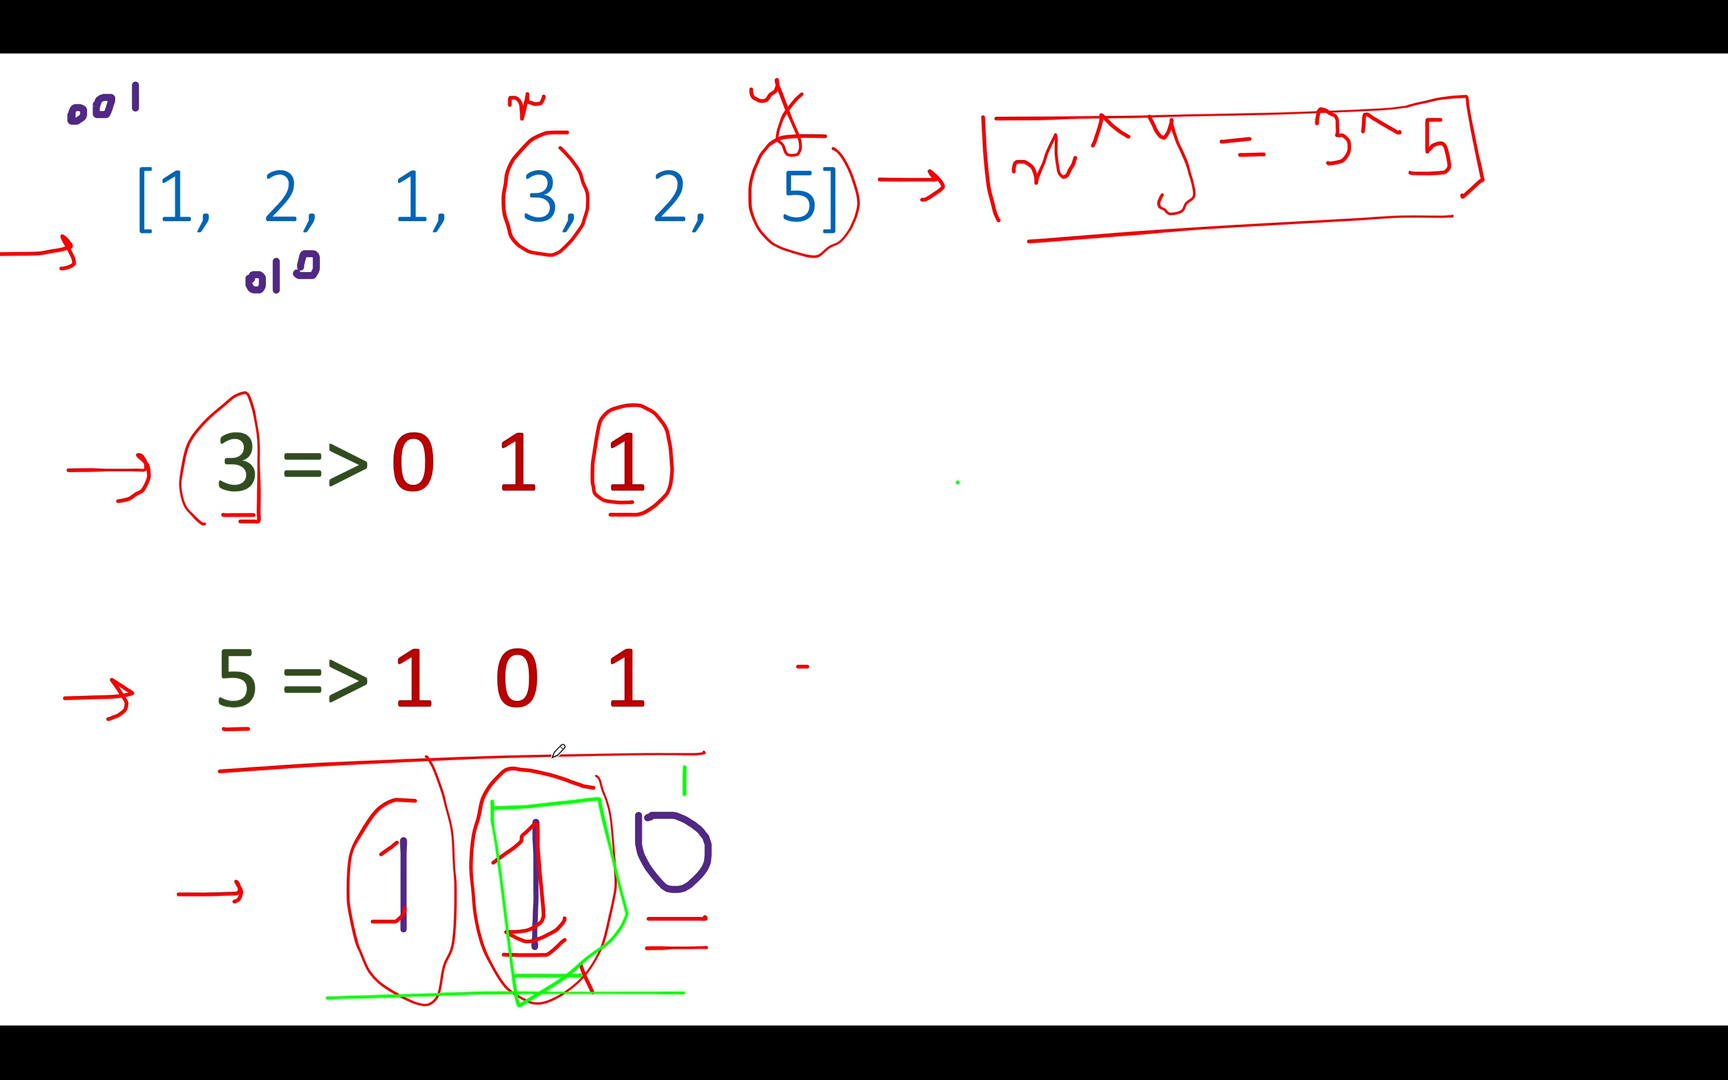 001
x y
[1, 2, 1, 3, 2, 5] x^y = 3^5
010
3 => 0 1 1
5 => 1 0 1
1
1 1 0